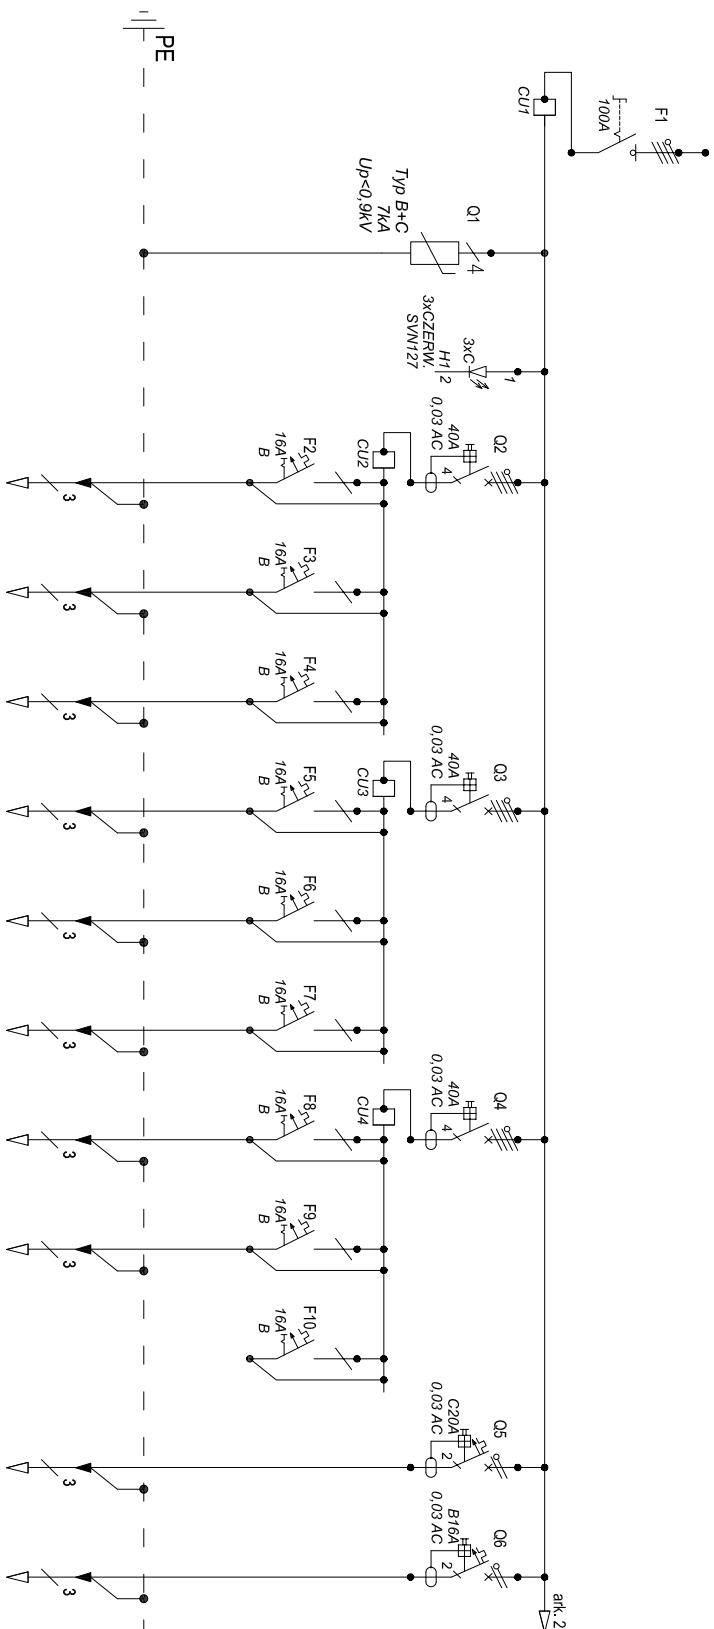 PE
F1
100A
CU1
Q1
4
Typ B+C
7kA
Up<0,9kV
1
3xC
H1 2
3xCZERW.
SVN127
Q2
40A
0,03 AC
4
CU2
F2
16A
B
3
F3
16A
B
3
F4
16A
B
3
Q3
40A
0,03 AC
4
CU3
F5
16A
B
3
F6
16A
B
3
F7
16A
B
3
Q4
40A
0,03 AC
4
CU4
F8
16A
B
3
F9
16A
B
3
F10
16A
B
Q5
C20A
0,03 AC
2
3
Q6
B16A
0,03 AC
2
3
ark. 2